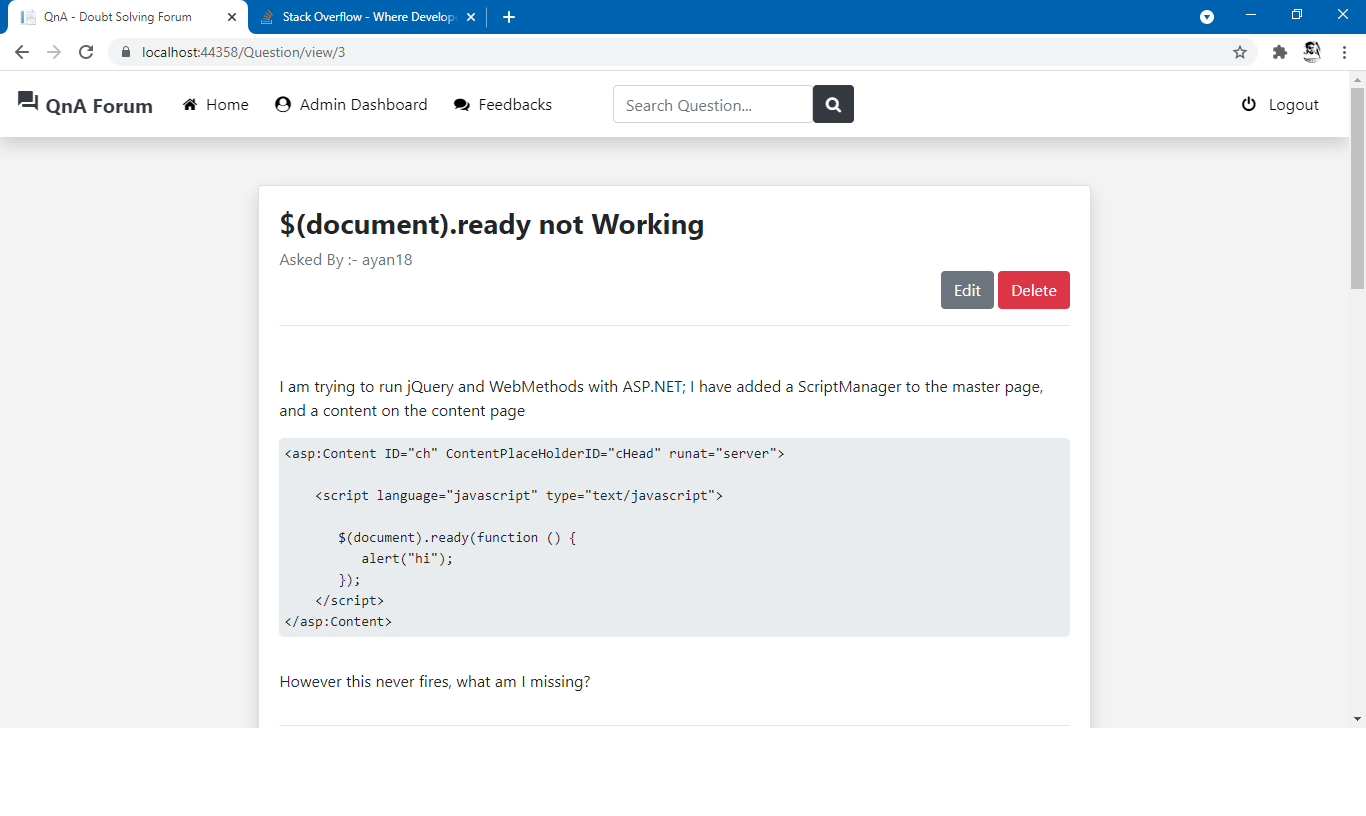 QnA - Doubt Solving Forum
Stack Overflow - Where Develop
localhost:44358/Question/view/3
QnA Forum Home Admin Dashboard Feedbacks Search Question... Logout
$(document).ready not Working
Asked By :- ayan18
Edit Delete
I am trying to run jQuery and WebMethods with ASP.NET; I have added a ScriptManager to the master page,
and a content on the content page
<asp:Content ID="ch" ContentPlaceHolderID="cHead" runat="server">
<script language="javascript" type="text/javascript">
$(document).ready(function () {
alert("hi");
});
</script>
</asp:Content>
However this never fires, what am I missing?